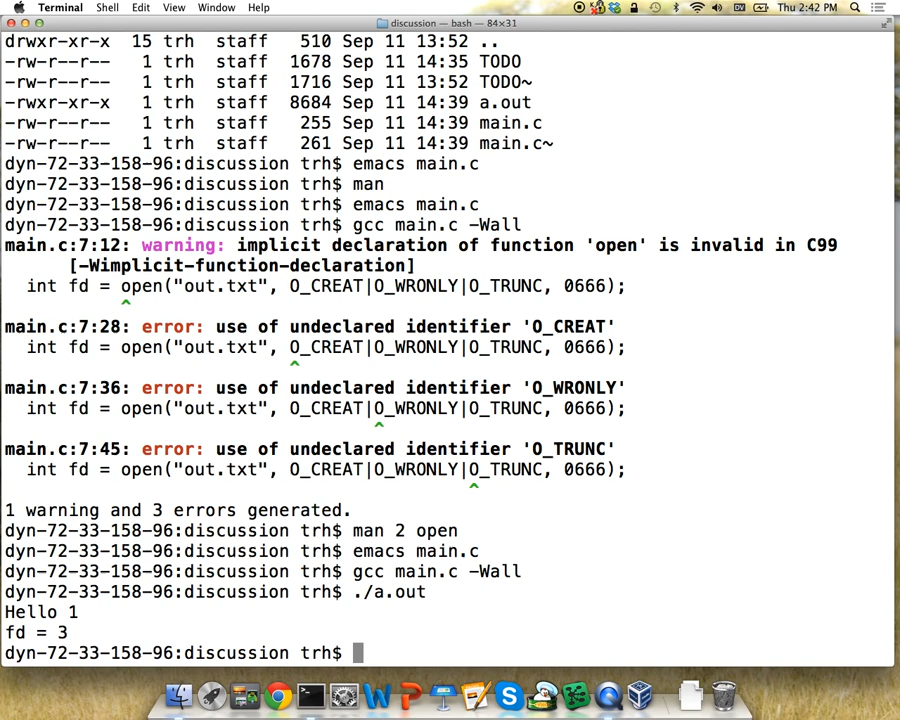 Terminal Shell Edit View Window Help Thu 2:42 PM
discussion — bash — 84×31
drwxr-xr-x 15 trh staff 510 Sep 11 13:52 ..
-rw-r--r-- 1 trh staff 1678 Sep 11 14:35 TODO
-rw-r--r-- 1 trh staff 1716 Sep 11 13:52 TODO~
-rwxr-xr-x 1 trh staff 8684 Sep 11 14:39 a.out
-rw-r--r-- 1 trh staff 255 Sep 11 14:39 main.c
-rw-r--r-- 1 trh staff 261 Sep 11 14:39 main.c~
dyn-72-33-158-96:discussion trh$ emacs main.c
dyn-72-33-158-96:discussion trh$ man
dyn-72-33-158-96:discussion trh$ emacs main.c
dyn-72-33-158-96:discussion trh$ gcc main.c -Wall
main.c:7:12: warning: implicit declaration of function 'open' is invalid in C99
[-Wimplicit-function-declaration]
int fd = open("out.txt", O_CREAT|O_WRONLY|O_TRUNC, 0666);
^
main.c:7:28: error: use of undeclared identifier 'O_CREAT'
int fd = open("out.txt", O_CREAT|O_WRONLY|O_TRUNC, 0666);
^
main.c:7:36: error: use of undeclared identifier 'O_WRONLY'
int fd = open("out.txt", O_CREAT|O_WRONLY|O_TRUNC, 0666);
^
main.c:7:45: error: use of undeclared identifier 'O_TRUNC'
int fd = open("out.txt", O_CREAT|O_WRONLY|O_TRUNC, 0666);
^
1 warning and 3 errors generated.
dyn-72-33-158-96:discussion trh$ man 2 open
dyn-72-33-158-96:discussion trh$ emacs main.c
dyn-72-33-158-96:discussion trh$ gcc main.c -Wall
dyn-72-33-158-96:discussion trh$ ./a.out
Hello 1
fd = 3
dyn-72-33-158-96:discussion trh$